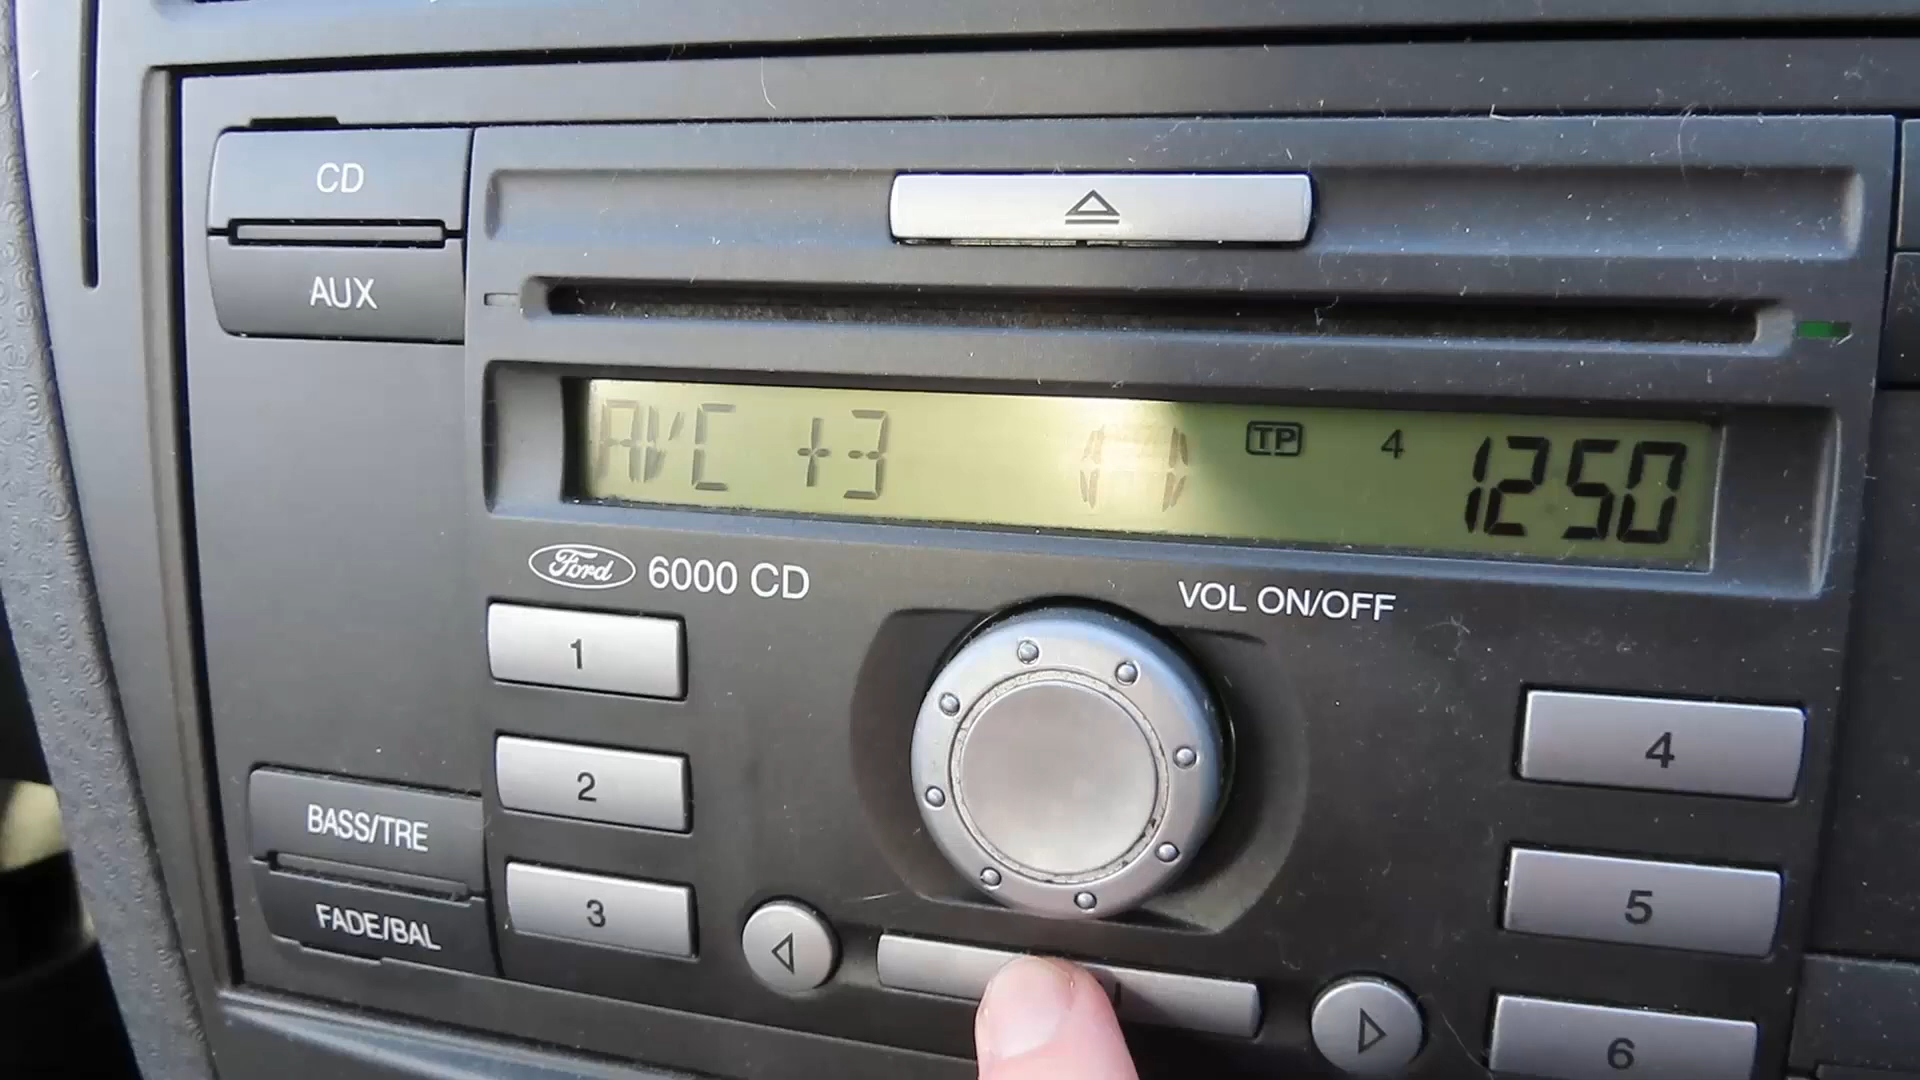 CD
AUX
AVC +3 () TP 4 1250
Ford 6000 CD
VOL ON/OFF
1
2
3
4
5
6
BASS/TRE
FADE/BAL